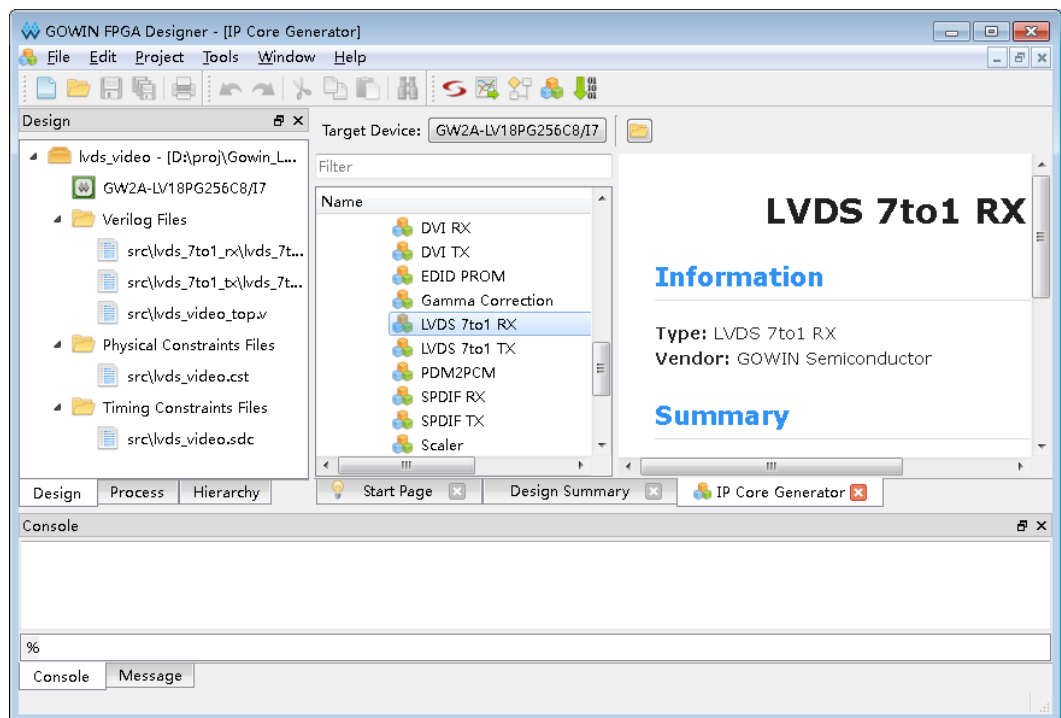 GOWIN FPGA Designer - [IP Core Generator]
File Edit Project Tools Window Help
Design
lvds_video - [D:\proj\Gowin_L...
GW2A-LV18PG256C8/I7
Verilog Files
src\lvds_7to1_rx\lvds_7t...
src\lvds_7to1_tx\lvds_7t...
src\lvds_video_top.v
Physical Constraints Files
src\lvds_video.cst
Timing Constraints Files
src\lvds_video.sdc
Design Process Hierarchy
Target Device: GW2A-LV18PG256C8/I7
Filter
Name
DVI RX
DVI TX
EDID PROM
Gamma Correction
LVDS 7to1 RX
LVDS 7to1 TX
PDM2PCM
SPDIF RX
SPDIF TX
Scaler
LVDS 7to1 RX
Information
Type: LVDS 7to1 RX
Vendor: GOWIN Semiconductor
Summary
Start Page Design Summary IP Core Generator
Console
%
Console Message